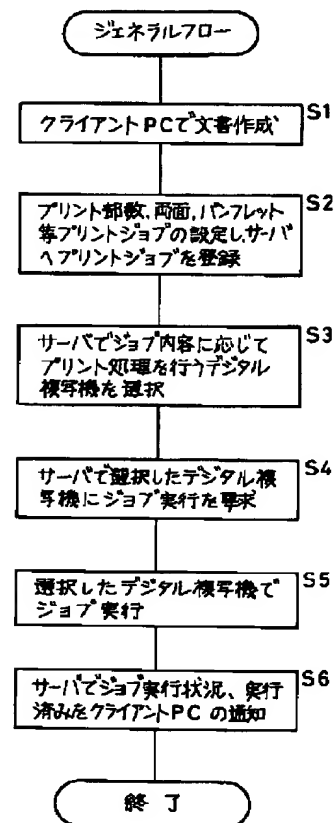 ジェネラルフロー
S1
クライアントPCで文書作成
S2
プリント部数,両面,パンフレット
等プリントジョブの設定し,サーバ
へプリントジョブを登録
S3
サーバでジョブ内容に応じて
プリント処理を行うデジタル
複写機を選択
S4
サーバで選択したデジタル複
写機にジョブ実行を要求
S5
選択したデジタル複写機で
ジョブ実行
S6
サーバでジョブ実行状況、実行
済みをクライアントPCの通知
終了